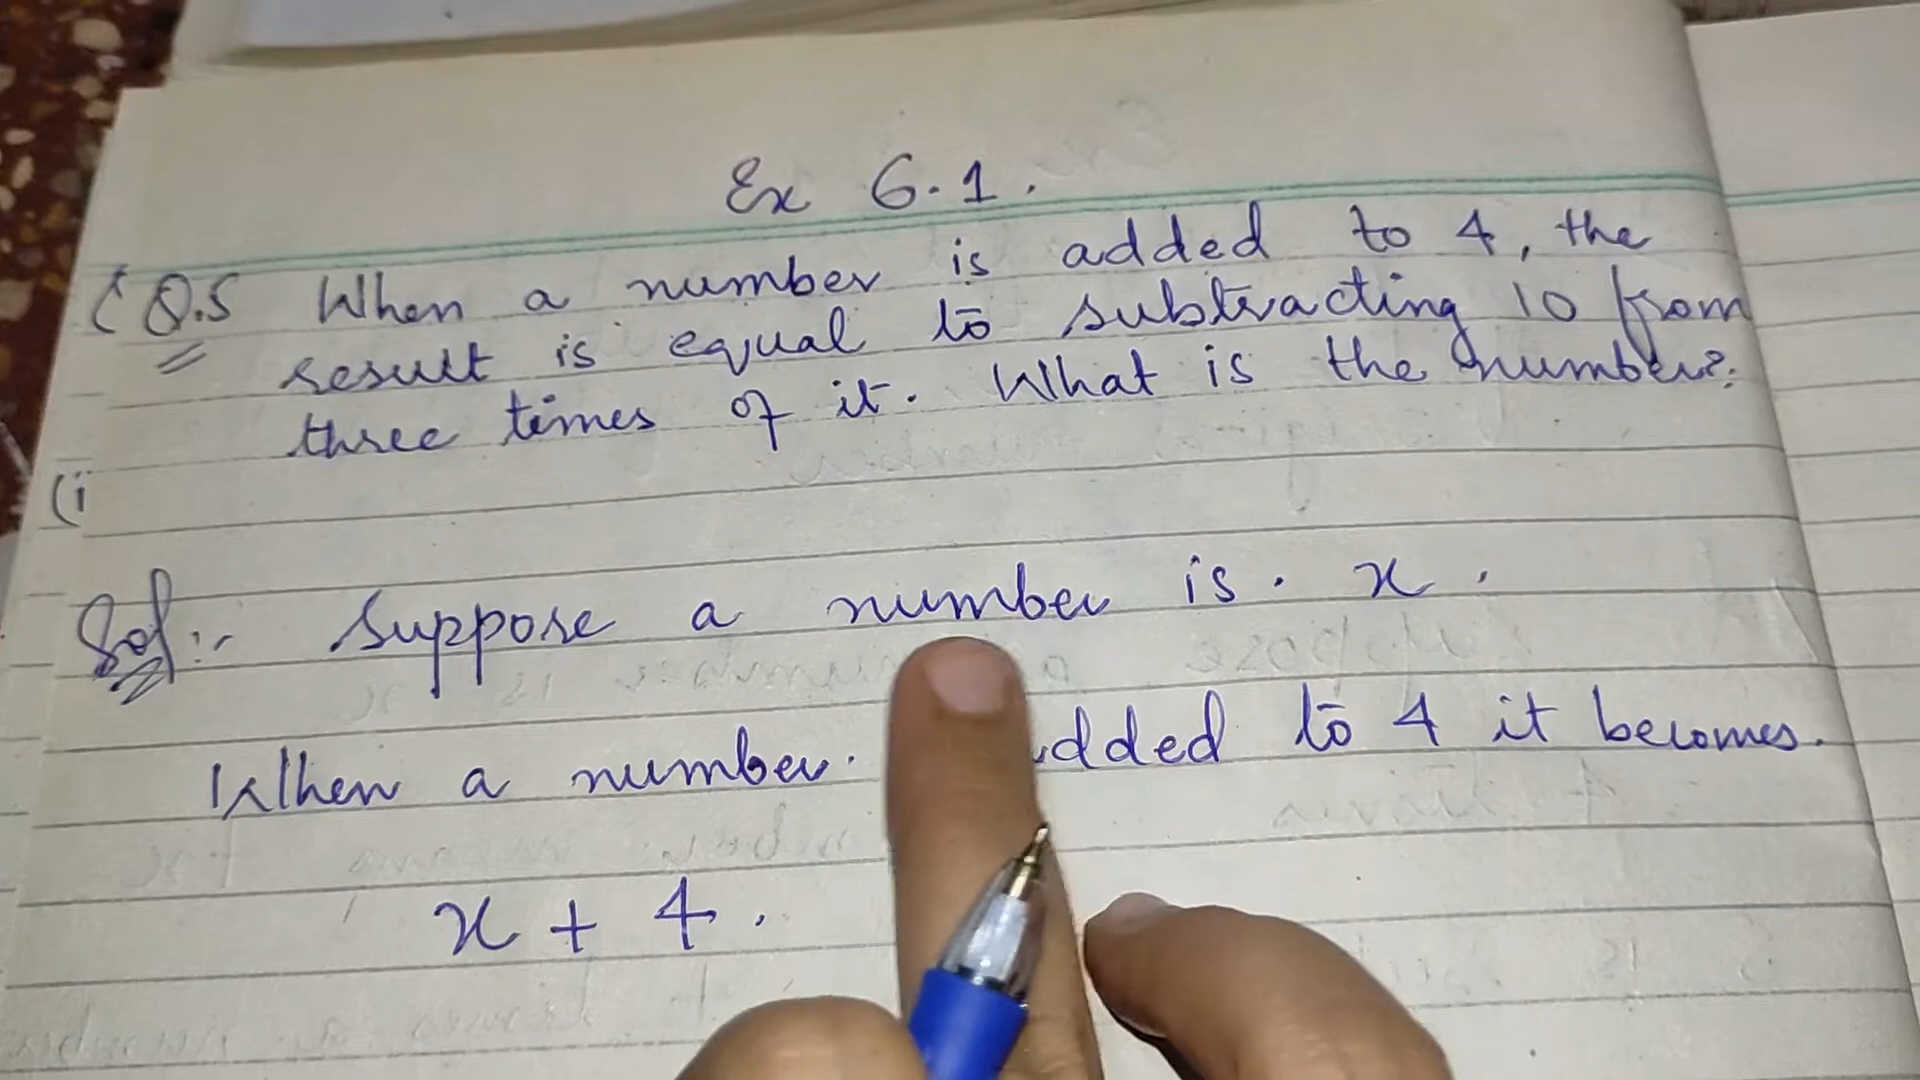 Ex 6.1.
( Q.5 When a number is added to 4, the
result is equal to subtracting 10 from
three times of it. What is the number?
(i
Sol:- Suppose a number is. x.
When a number. dded to 4 it becomes.
x + 4.